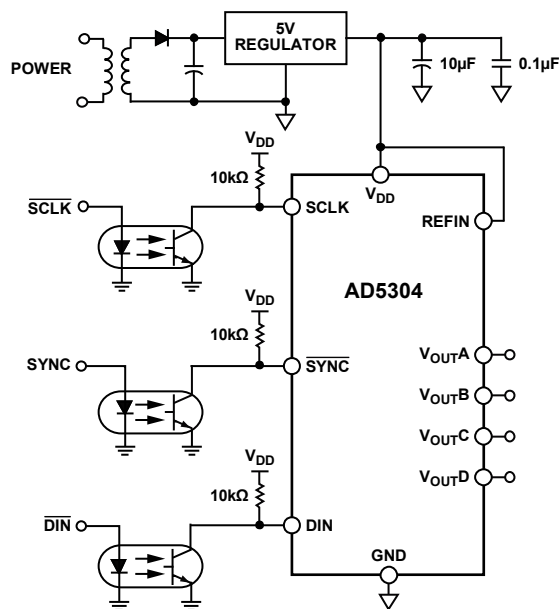 5V
REGULATOR
POWER
10µF
0.1µF
VDD
10kΩ
SCLK
SCLK
VDD
REFIN
AD5304
VDD
10kΩ
SYNC
SYNC
VOUTA
VOUTB
VOUTC
VOUTD
VDD
10kΩ
DIN
DIN
GND